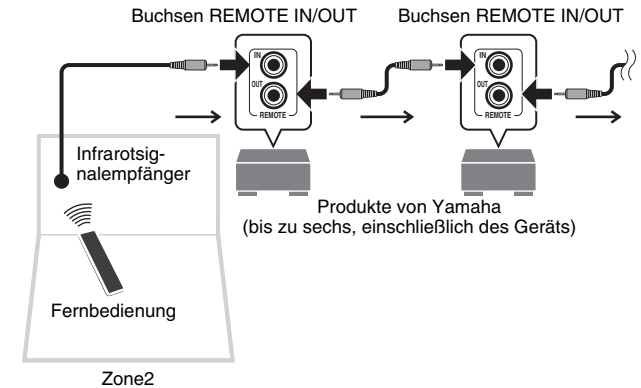 Buchsen REMOTE IN/OUT
Buchsen REMOTE IN/OUT
IN
OUT
REMOTE
IN
OUT
REMOTE
Infrarotsig-
nalempfänger
Produkte von Yamaha
(bis zu sechs, einschließlich des Geräts)
Fernbedienung
Zone2